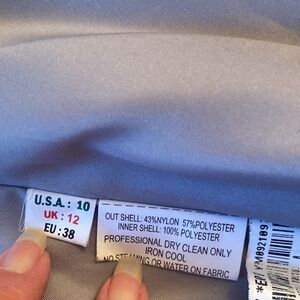 U.S.A.: 10
UK: 12
EU: 38
OUT SHELL: 43%NYLON 57%POLYESTER
INNER SHELL: 100% POLYESTER
PROFESSIONAL DRY CLEAN ONLY
IRON COOL
NO STEAMING OR WATER ON FABRIC